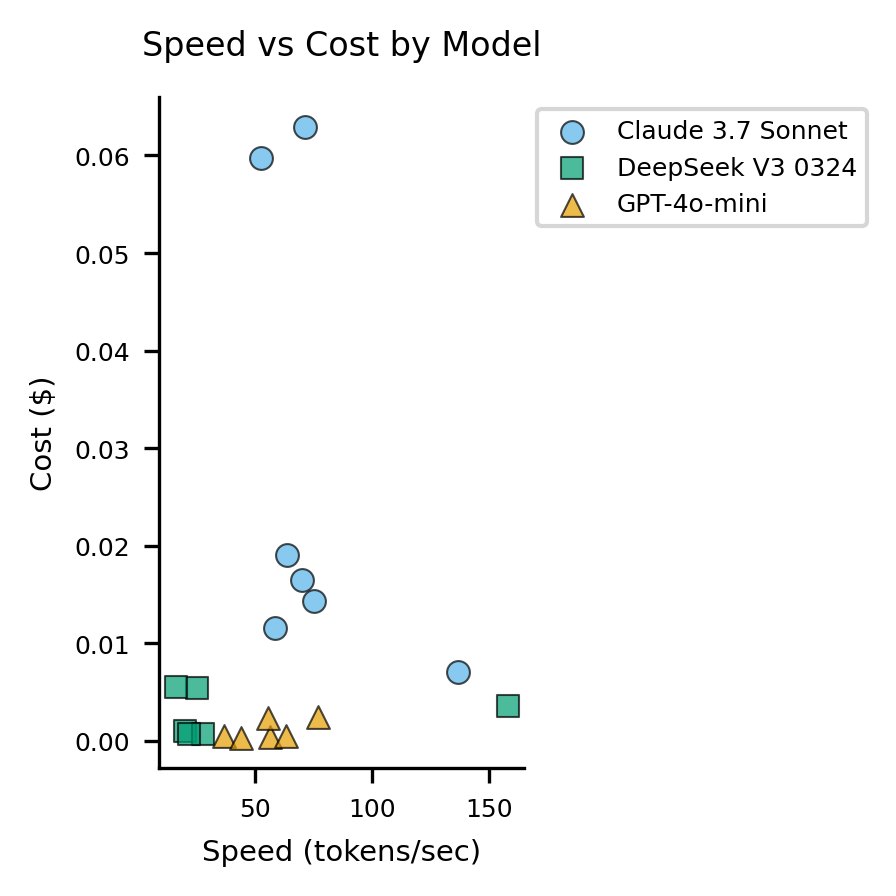 Speed vs Cost by Model
Claude 3.7 Sonnet
DeepSeek V3 0324
GPT-4o-mini
Cost ($)
0.06
0.05
0.04
0.03
0.02
0.01
0.00
50 100 150
Speed (tokens/sec)